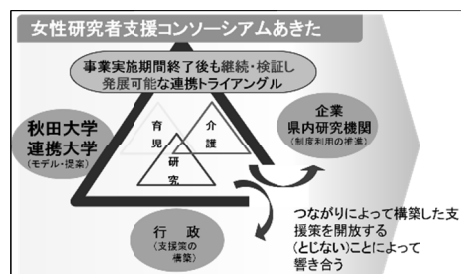 女性研究者支援コンソーシアムあきた
事業実施期間終了後も継続・検証し
発展可能な連携トライアングル
秋田大学
連携大学
(モデル・提案)
育児
介護
研究
企業
県内研究機関
(制度利用の推進)
行政
(支援策の
構築)
つながりによって構築した支
援策を開放する
(とじない)ことによって
響き合う